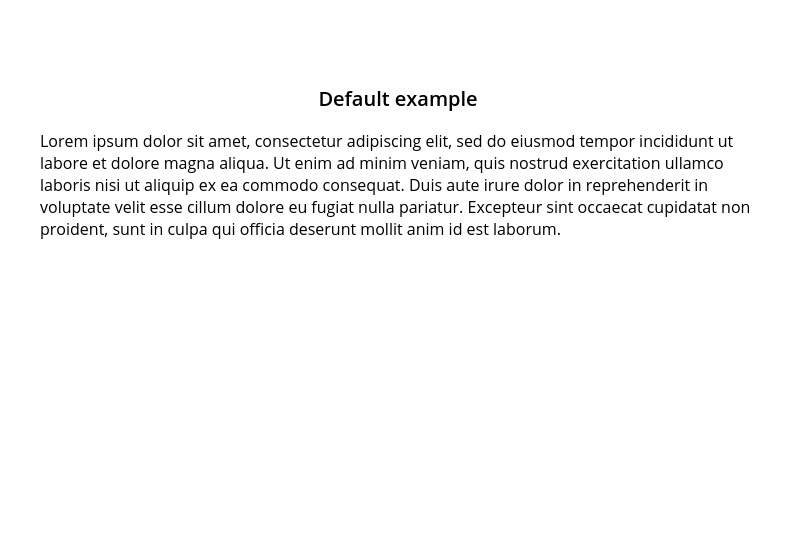 Default example
Lorem ipsum dolor sit amet, consectetur adipiscing elit, sed do eiusmod tempor incididunt ut
labore et dolore magna aliqua. Ut enim ad minim veniam, quis nostrud exercitation ullamco
laboris nisi ut aliquip ex ea commodo consequat. Duis aute irure dolor in reprehenderit in
voluptate velit esse cillum dolore eu fugiat nulla pariatur. Excepteur sint occaecat cupidatat non
proident, sunt in culpa qui officia deserunt mollit anim id est laborum.